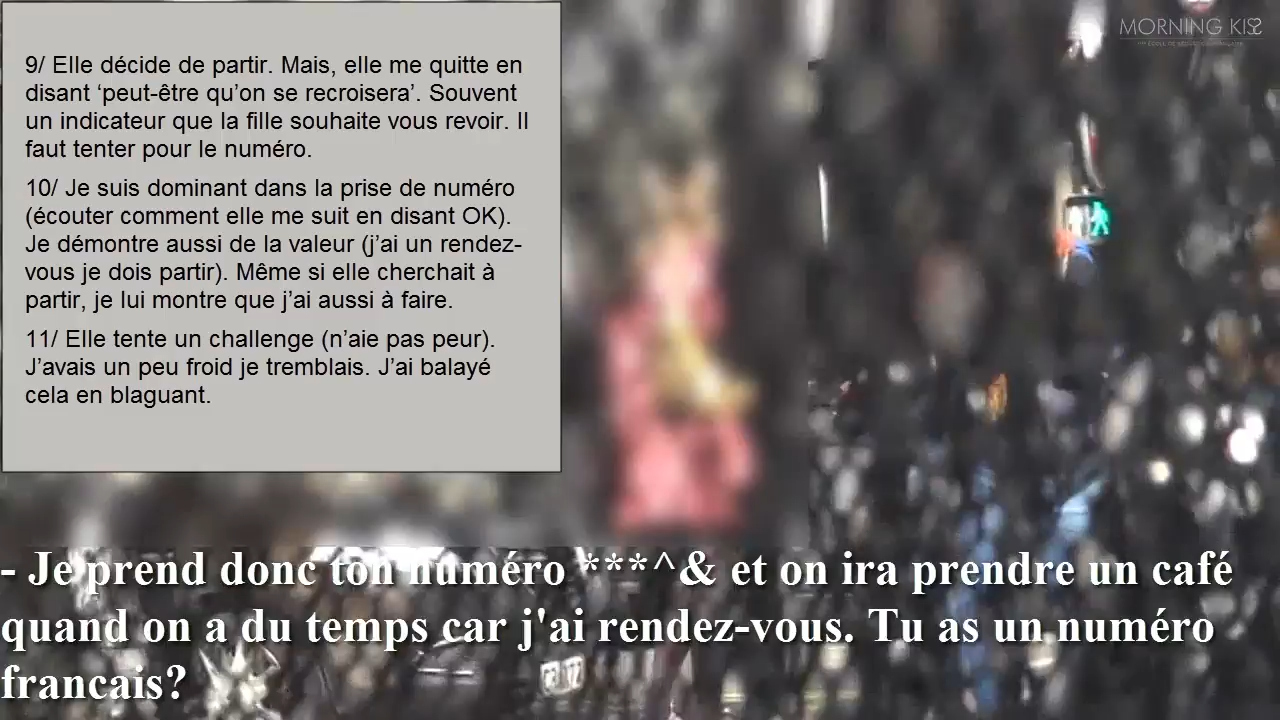 MORNING KISS
9/ Elle décide de partir. Mais, elle me quitte en
disant ‘peut-être qu’on se recroisera’. Souvent
un indicateur que la fille souhaite vous revoir. Il
faut tenter pour le numéro.
10/ Je suis dominant dans la prise de numéro
(écouter comment elle me suit en disant OK).
Je démontre aussi de la valeur (j’ai un rendez-
vous je dois partir). Même si elle cherchait à
partir, je lui montre que j’ai aussi à faire.
11/ Elle tente un challenge (n’aie pas peur).
J’avais un peu froid je tremblais. J’ai balayé
cela en blaguant.
- Je prend donc ton numéro ***^& et on ira prendre un café
quand on a du temps car j'ai rendez-vous. Tu as un numéro
francais?